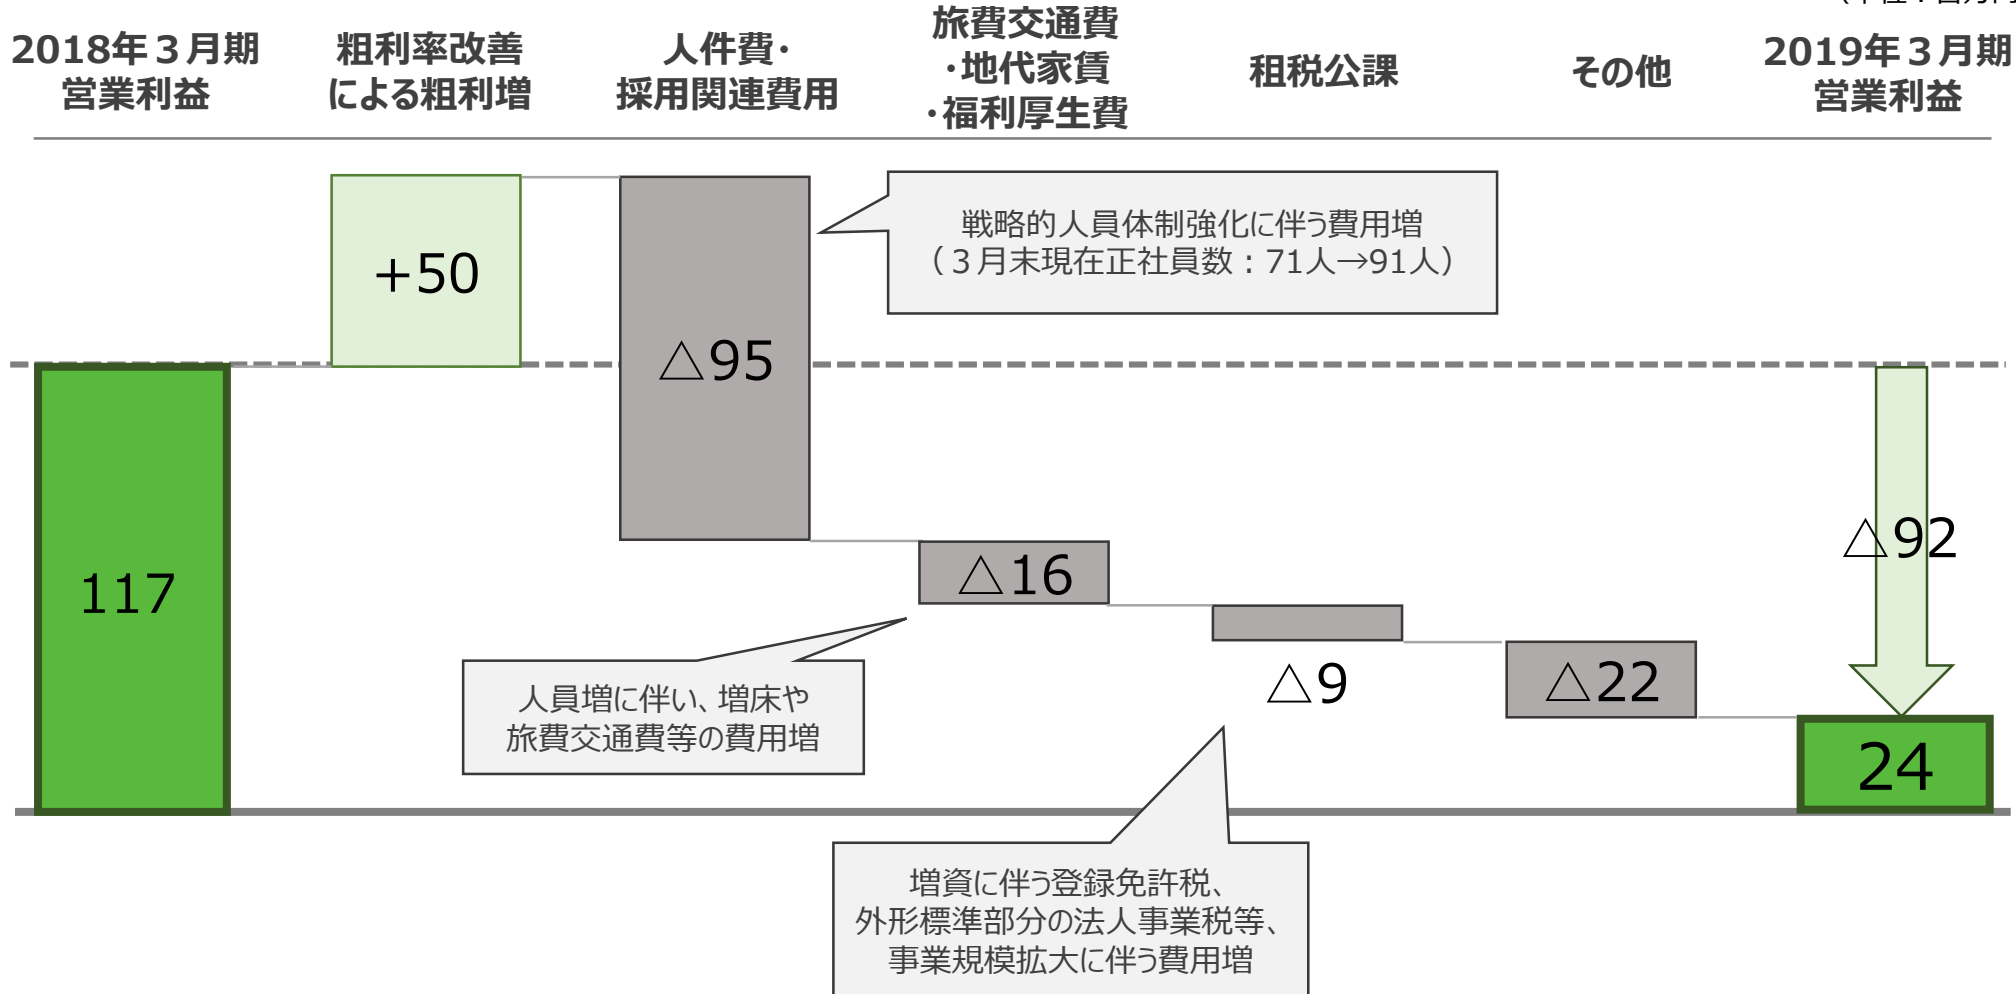 2018年３月期
営業利益
粗利率改善
による粗利増
人件費・
採用関連費用
旅費交通費
・地代家賃
・福利厚生費
租税公課
その他
2019年３月期
営業利益
戦略的人員体制強化に伴う費用増
（３月末現在正社員数：71人→91人）
+50
△95
117
△16
△9
△22
△92
24
人員増に伴い、増床や
旅費交通費等の費用増
増資に伴う登録免許税、
外形標準部分の法人事業税等、
事業規模拡大に伴う費用増